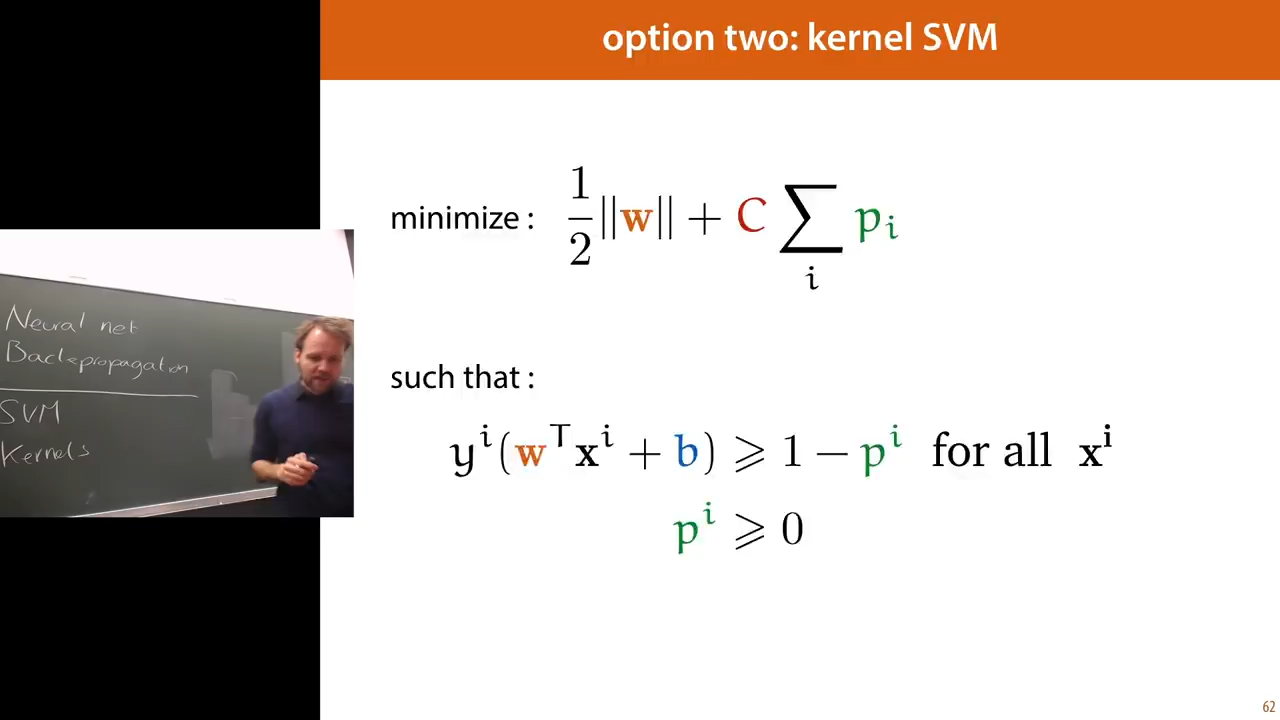 option two: kernel SVM
minimize : 1/2||w|| + C ∑_i p_i
such that :
y^i(w^T x^i + b) ⩾ 1 − p^i for all x^i
p^i ⩾ 0
Neural net
Backpropagation
SVM
Kernels
62